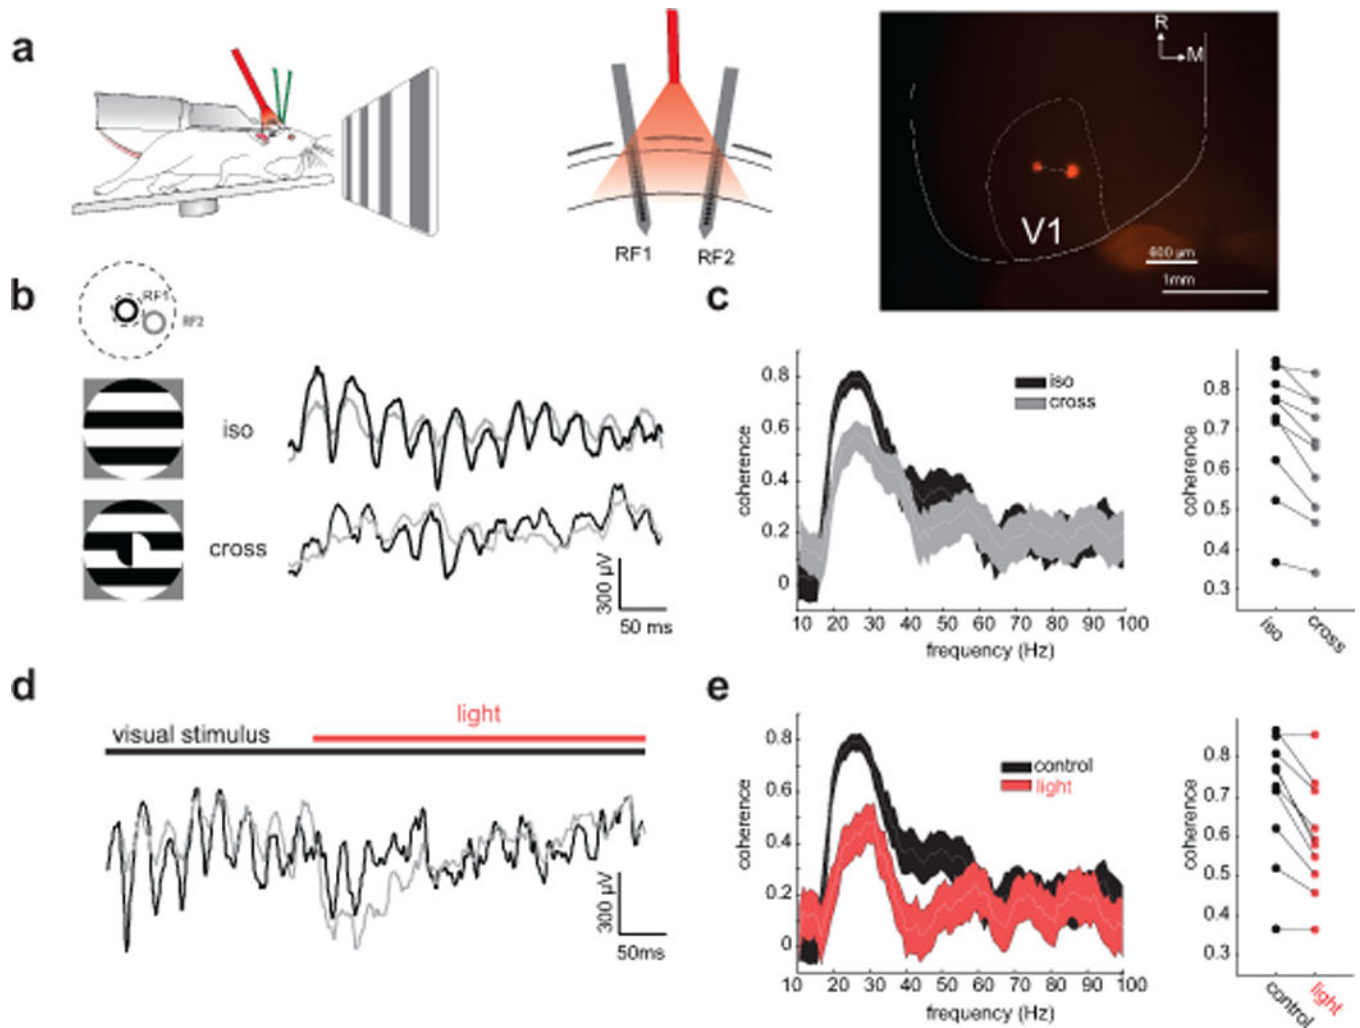 a
RF1
RF2
R
M
V1
600 µm
1mm
b
RF1
RF2
iso
cross
300 µV
50 ms
c
0.8
0.6
0.4
0.2
0
coherence
iso
cross
10 20 30 40 50 60 70 80 90 100
frequency (Hz)
0.8
0.7
0.6
0.5
0.4
0.3
coherence
iso
cross
d
light
visual stimulus
300 µV
50ms
e
0.8
0.6
0.4
0.2
0
coherence
control
light
10 20 30 40 50 60 70 80 90 100
frequency (Hz)
0.8
0.7
0.6
0.5
0.4
0.3
coherence
control
light